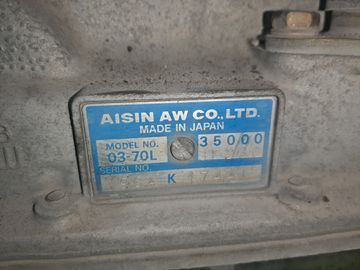 AISIN AW CO., LTD.
MADE IN JAPAN
MODEL NO. 35000
03-70L
SERIAL NO.
K